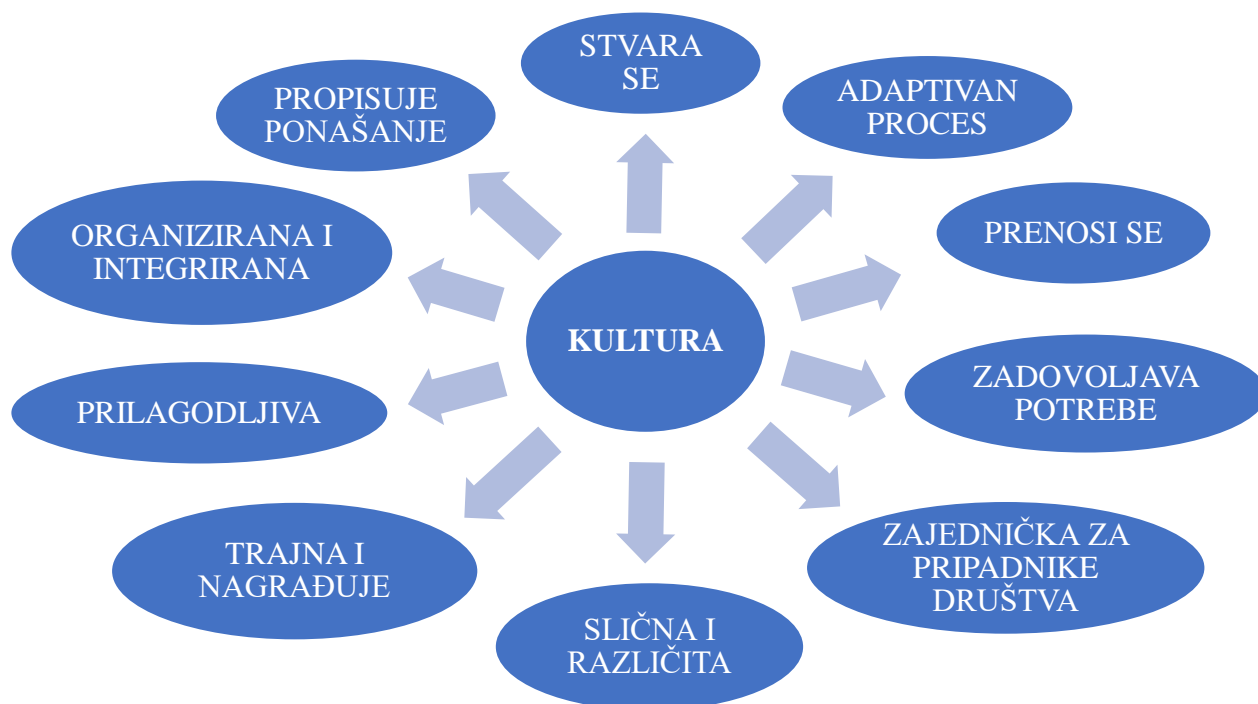 STVARA
SE
ADAPTIVAN
PROCES
PRENOSI SE
ZADOVOLJAVA
POTREBE
ZAJEDNIČKA ZA
PRIPADNIKE
DRUŠTVA
SLIČNA I
RAZLIČITA
TRAJNA I
NAGRAĐUJE
PRILAGODLJIVA
ORGANIZIRANA I
INTEGRIRANA
PROPISUJE
PONAŠANJE
KULTURA